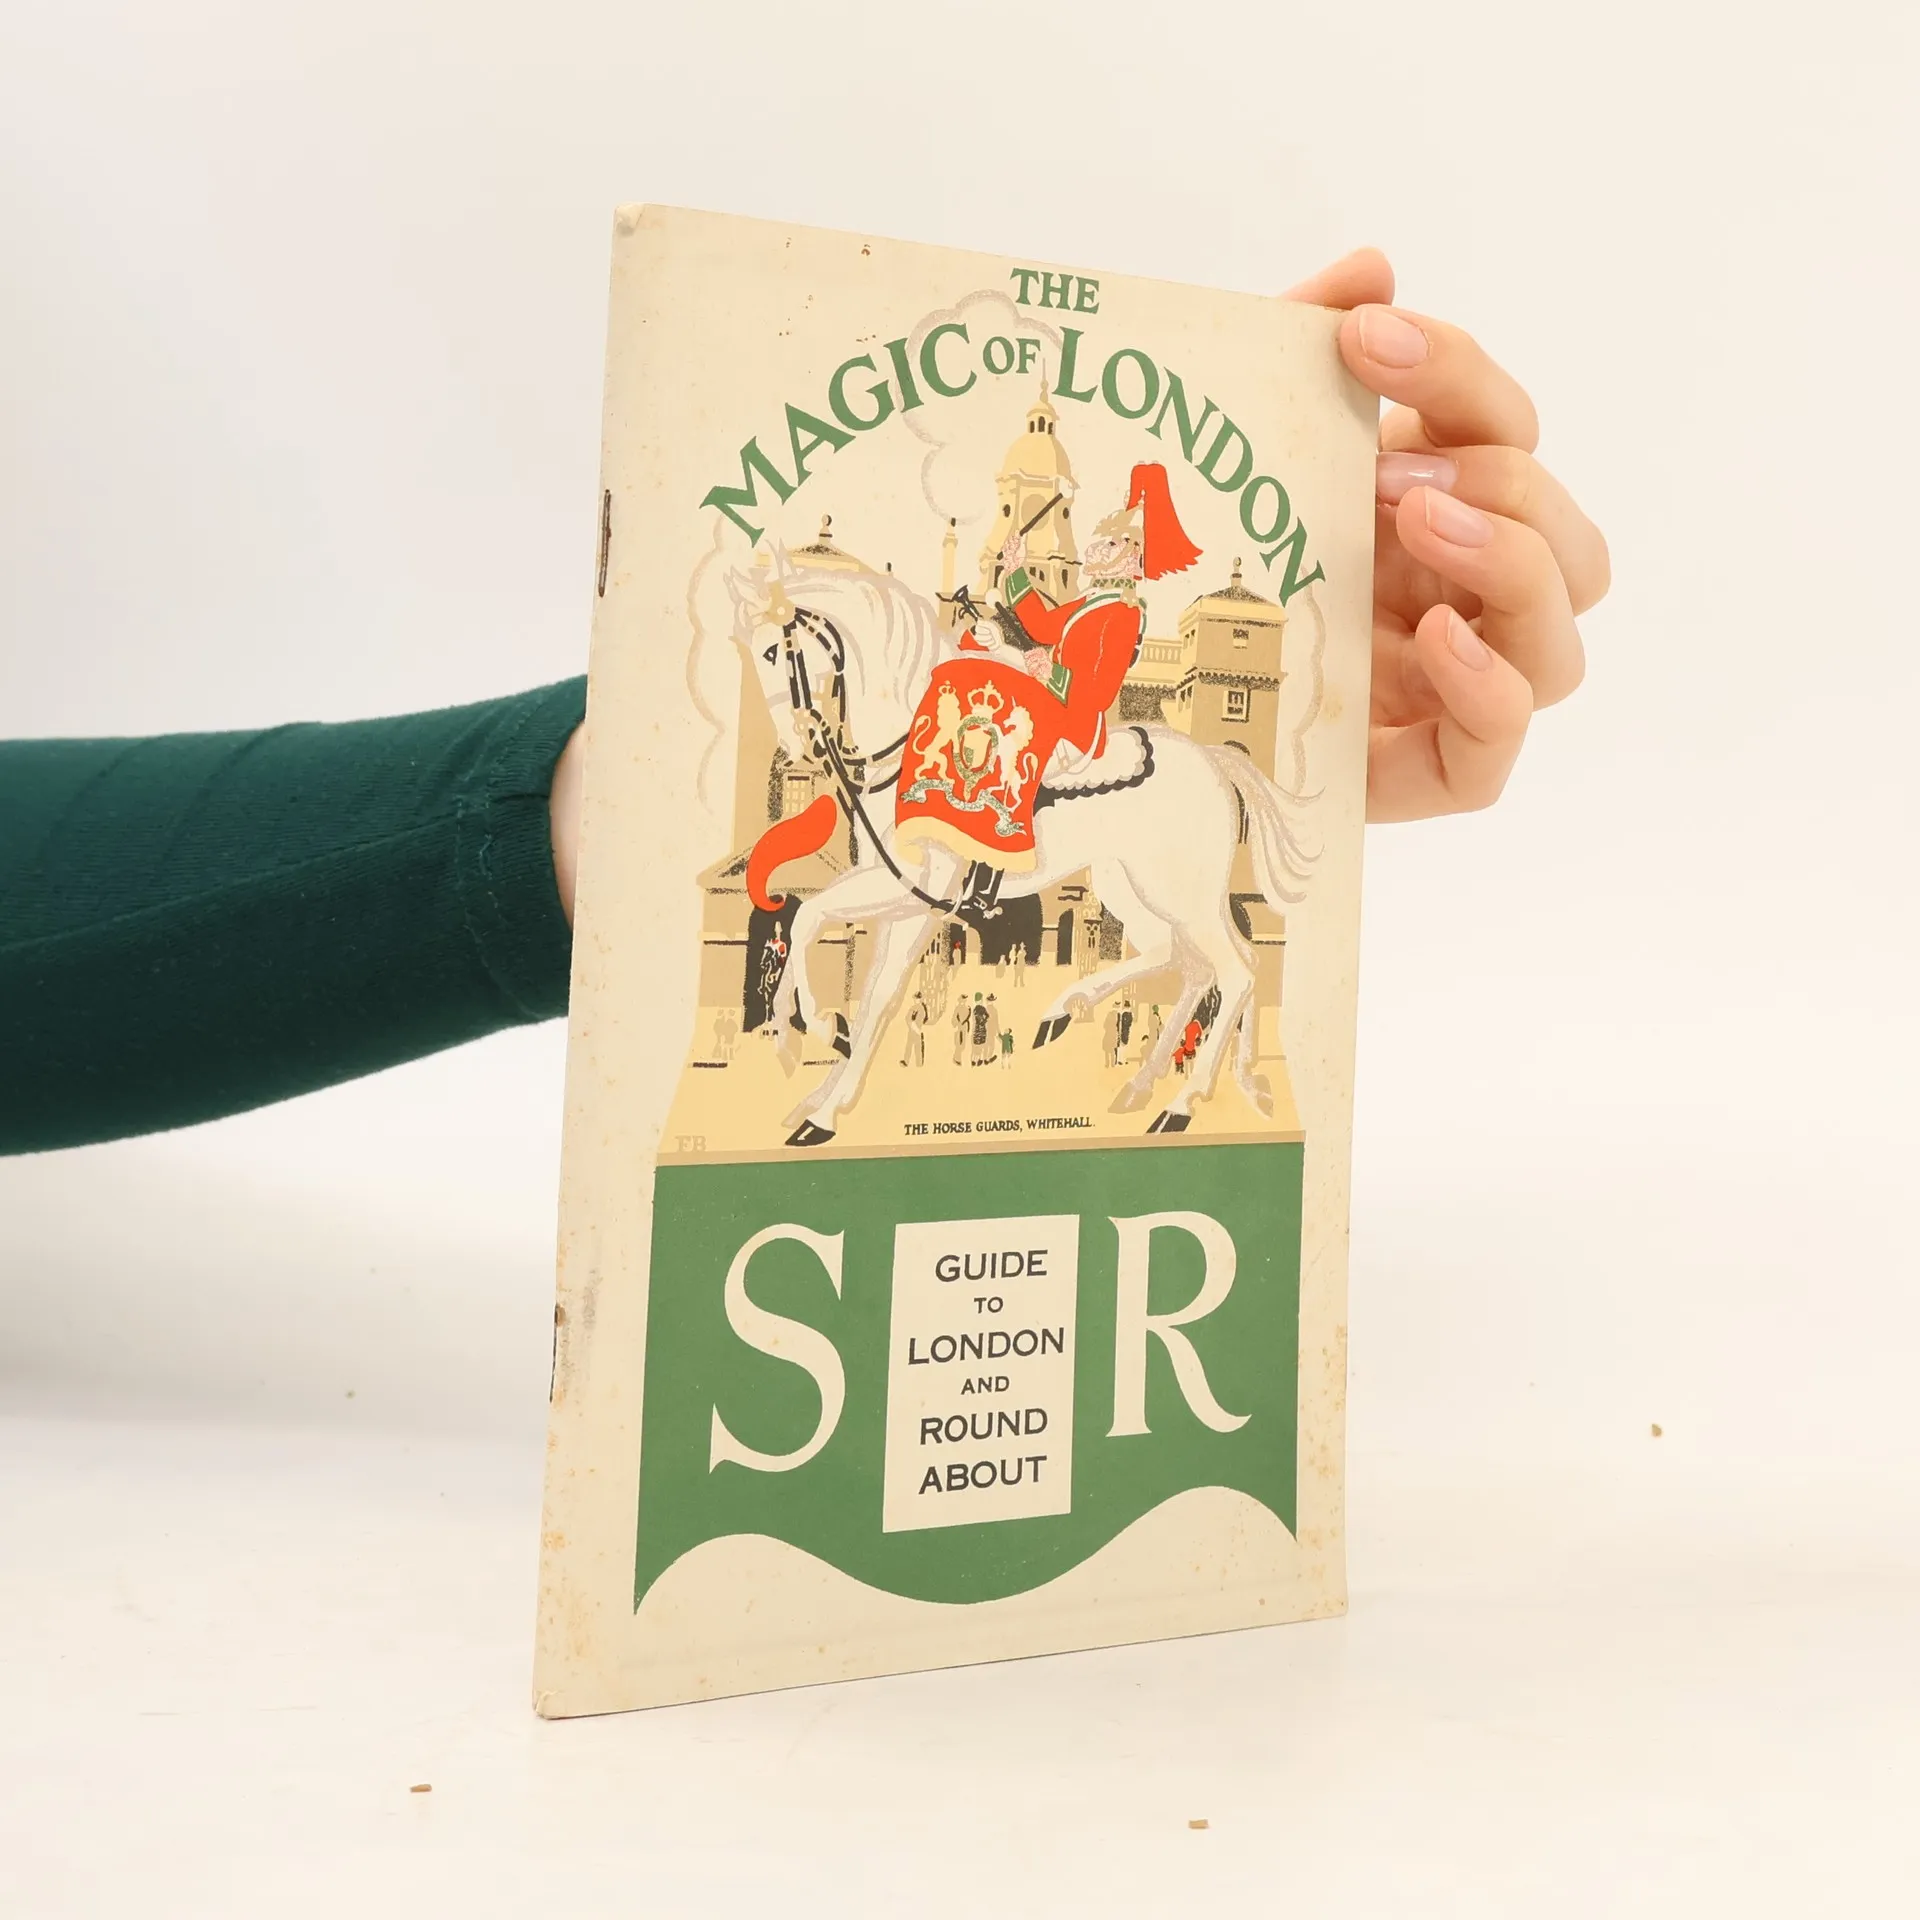 THE
MAGIC OF LONDON
THE HORSE GUARDS, WHITEHALL.
FB
S R
GUIDE
TO
LONDON
AND
ROUND
ABOUT